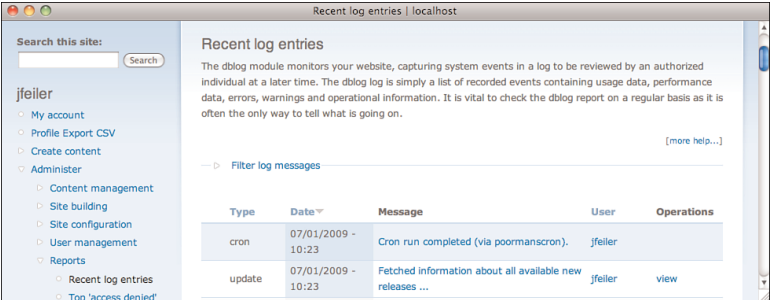 Recent log entries | localhost
Search this site:
Search
jfeiler
My account
Profile Export CSV
Create content
Administer
Content management
Site building
Site configuration
User management
Reports
Recent log entries
Top 'access denied'
Recent log entries
The dblog module monitors your website, capturing system events in a log to be reviewed by an authorized
individual at a later time. The dblog log is simply a list of recorded events containing usage data, performance
data, errors, warnings and operational information. It is vital to check the dblog report on a regular basis as it is
often the only way to tell what is going on.
[more help...]
Filter log messages
Type Date Message User Operations
cron 07/01/2009 - 10:23 Cron run completed (via poormanscron). jfeiler
update 07/01/2009 - 10:23 Fetched information about all available new releases ... jfeiler view